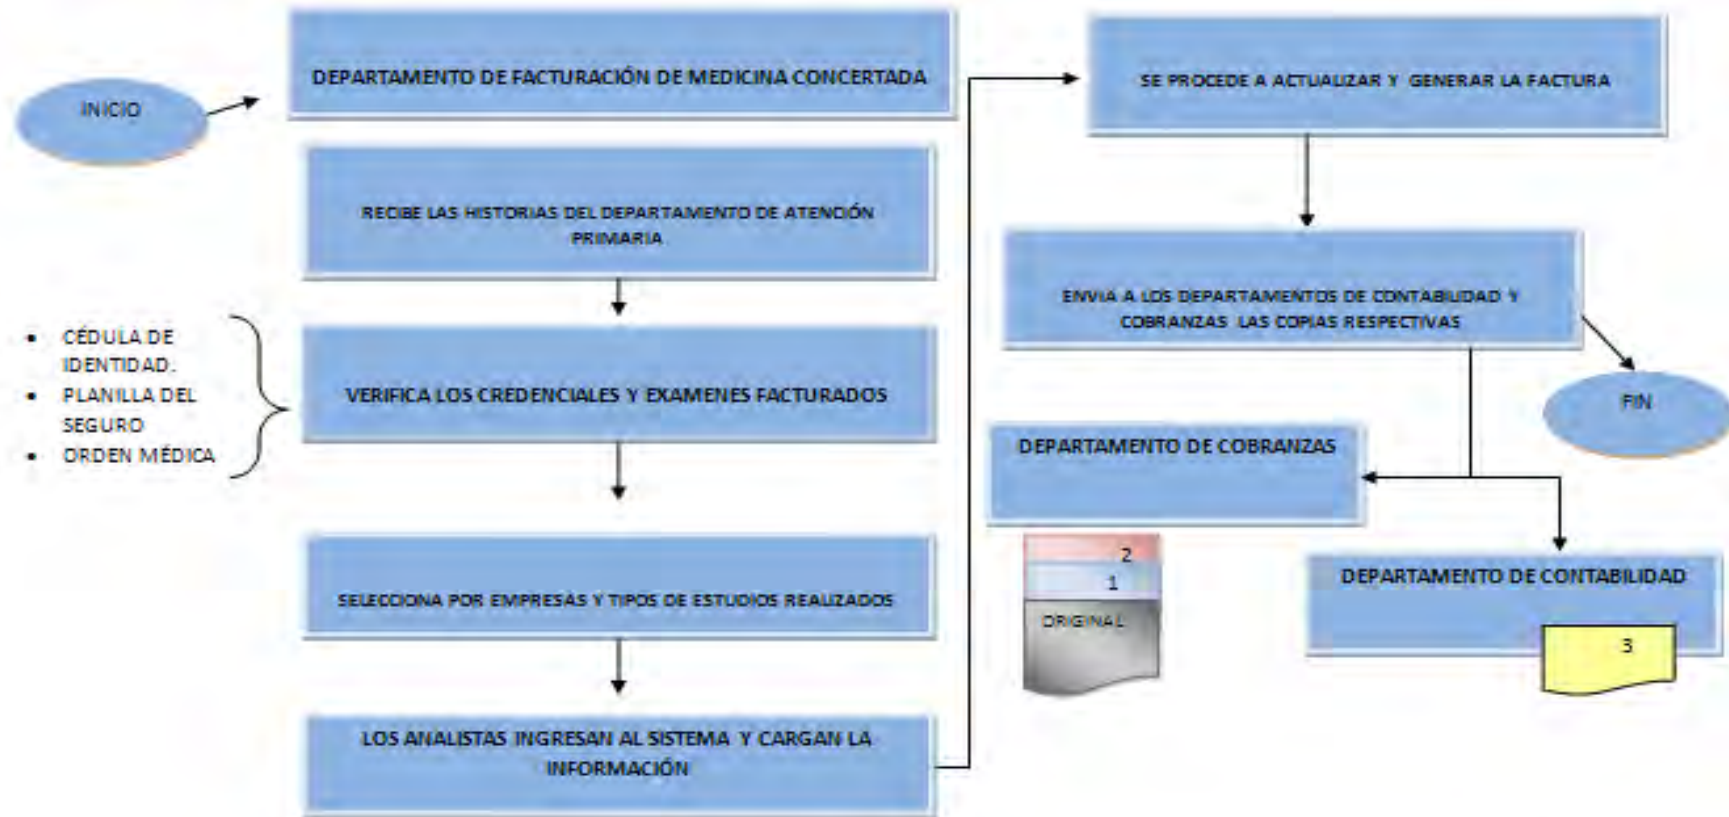 INICIO
DEPARTAMENTO DE FACTURACIÓN DE MEDICINA CONCERTADA
RECIBE LAS HISTORIAS DEL DEPARTAMENTO DE ATENCIÓN
PRIMARIA
• CÉDULA DE
IDENTIDAD.
• PLANILLA DEL
SEGURO
• ORDEN MÉDICA
VERIFICA LOS CREDENCIALES Y EXAMENES FACTURADOS
SELECCIONA POR EMPRESAS Y TIPOS DE ESTUDIOS REALIZADOS
LOS ANALISTAS INGRESAN AL SISTEMA Y CARGAN LA
INFORMACIÓN
SE PROCEDE A ACTUALIZAR Y GENERAR LA FACTURA
ENVIA A LOS DEPARTAMENTOS DE CONTABILIDAD Y
COBRANZAS LAS COPIAS RESPECTIVAS
FIN
DEPARTAMENTO DE COBRANZAS
2
1
ORIGINAL
DEPARTAMENTO DE CONTABILIDAD
3